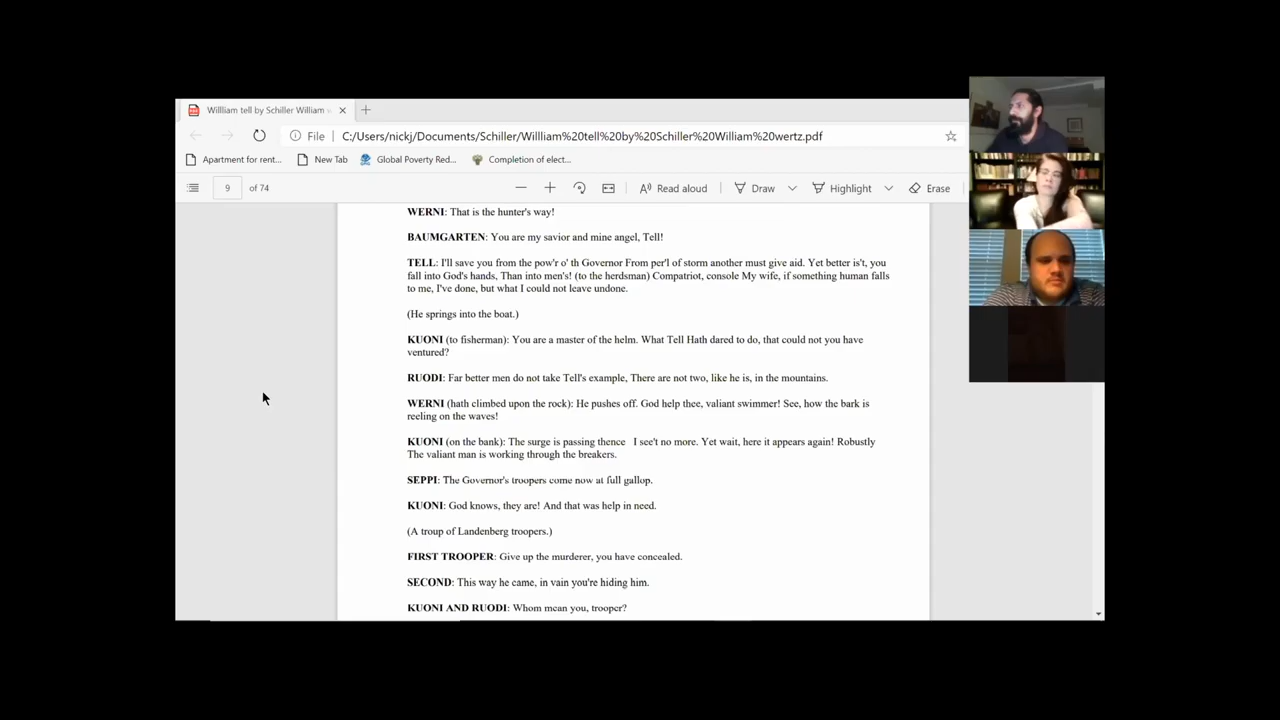 Willliam tell by Schiller William
File C:/Users/nickj/Documents/Schiller/Willliam%20tell%20by%20Schiller%20William%20wertz.pdf
Apartment for rent... New Tab Global Poverty Red... Completion of elect...
9 of 74 Read aloud Draw Highlight Erase
WERNI: That is the hunter's way!
BAUMGARTEN: You are my savior and mine angel, Tell!
TELL: I'll save you from the pow'r o' th Governor From per'l of storm another must give aid. Yet better is't, you
fall into God's hands, Than into men's! (to the herdsman) Compatriot, console My wife, if something human falls
to me, I've done, but what I could not leave undone.
(He springs into the boat.)
KUONI (to fisherman): You are a master of the helm. What Tell Hath dared to do, that could not you have
ventured?
RUODI: Far better men do not take Tell's example, There are not two, like he is, in the mountains.
WERNI (hath climbed upon the rock): He pushes off. God help thee, valiant swimmer! See, how the bark is
reeling on the waves!
KUONI (on the bank): The surge is passing thence I see't no more. Yet wait, here it appears again! Robustly
The valiant man is working through the breakers.
SEPPI: The Governor's troopers come now at full gallop.
KUONI: God knows, they are! And that was help in need.
(A troup of Landenberg troopers.)
FIRST TROOPER: Give up the murderer, you have concealed.
SECOND: This way he came, in vain you're hiding him.
KUONI AND RUODI: Whom mean you, trooper?